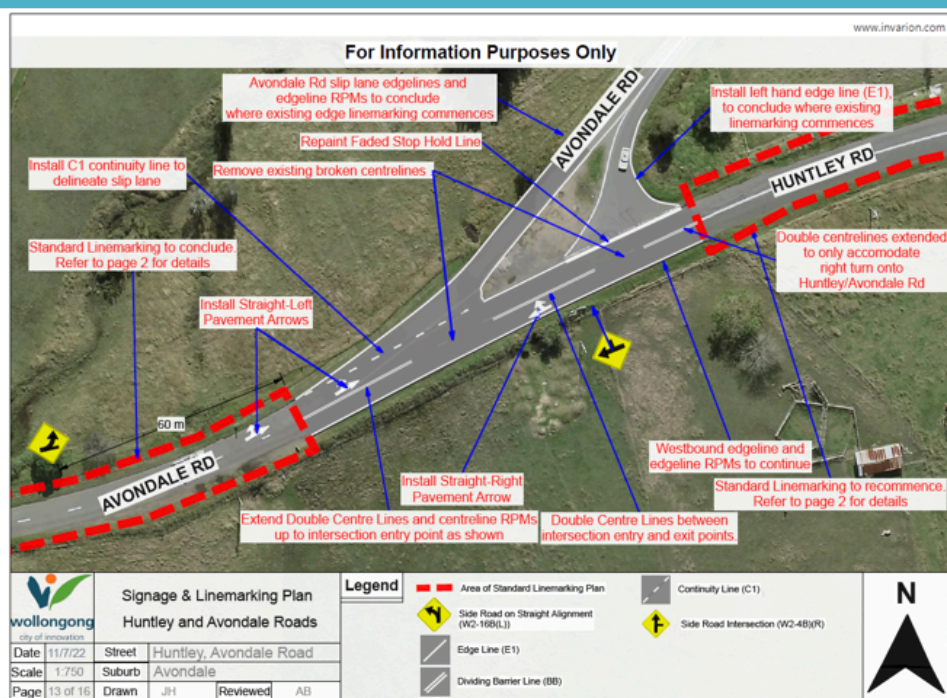 www.invarion.com
For Information Purposes Only
Avondale Rd slip lane edgelines and
edgeline RPMs to conclude
where existing edge linemarking commences
AVONDALE RD
Install left hand edge line (E1),
to conclude where existing
linemarking commences
Repaint Faded Stop Hold Line
Install C1 continuity line to
delineate slip lane
Remove existing broken centrelines
HUNTLEY RD
Standard Linemarking to conclude.
Refer to page 2 for details
Double centrelines extended
to only accomodate
right turn onto
Huntley/Avondale Rd
Install Straight-Left
Pavement Arrows
60 m
AVONDALE RD
Westbound edgeline and
edgeline RPMs to continue
Install Straight-Right
Pavement Arrow
Standard Linemarking to recommence.
Refer to page 2 for details
Extend Double Centre Lines and centreline RPMs
up to intersection entry point as shown
Double Centre Lines between
intersection entry and exit points.
wollongong
city of innovation
Signage & Linemarking Plan
Huntley and Avondale Roads
Date 11/7/22 Street Huntley, Avondale Road
Scale 1:750 Suburb Avondale
Page 13 of 16 Drawn JH Reviewed AB
Legend
Area of Standard Linemarking Plan
Side Road on Straight Alignment
(W2-16B(L))
Edge Line (E1)
Dividing Barrier Line (BB)
Continuity Line (C1)
Side Road Intersection (W2-4B)(R)
N